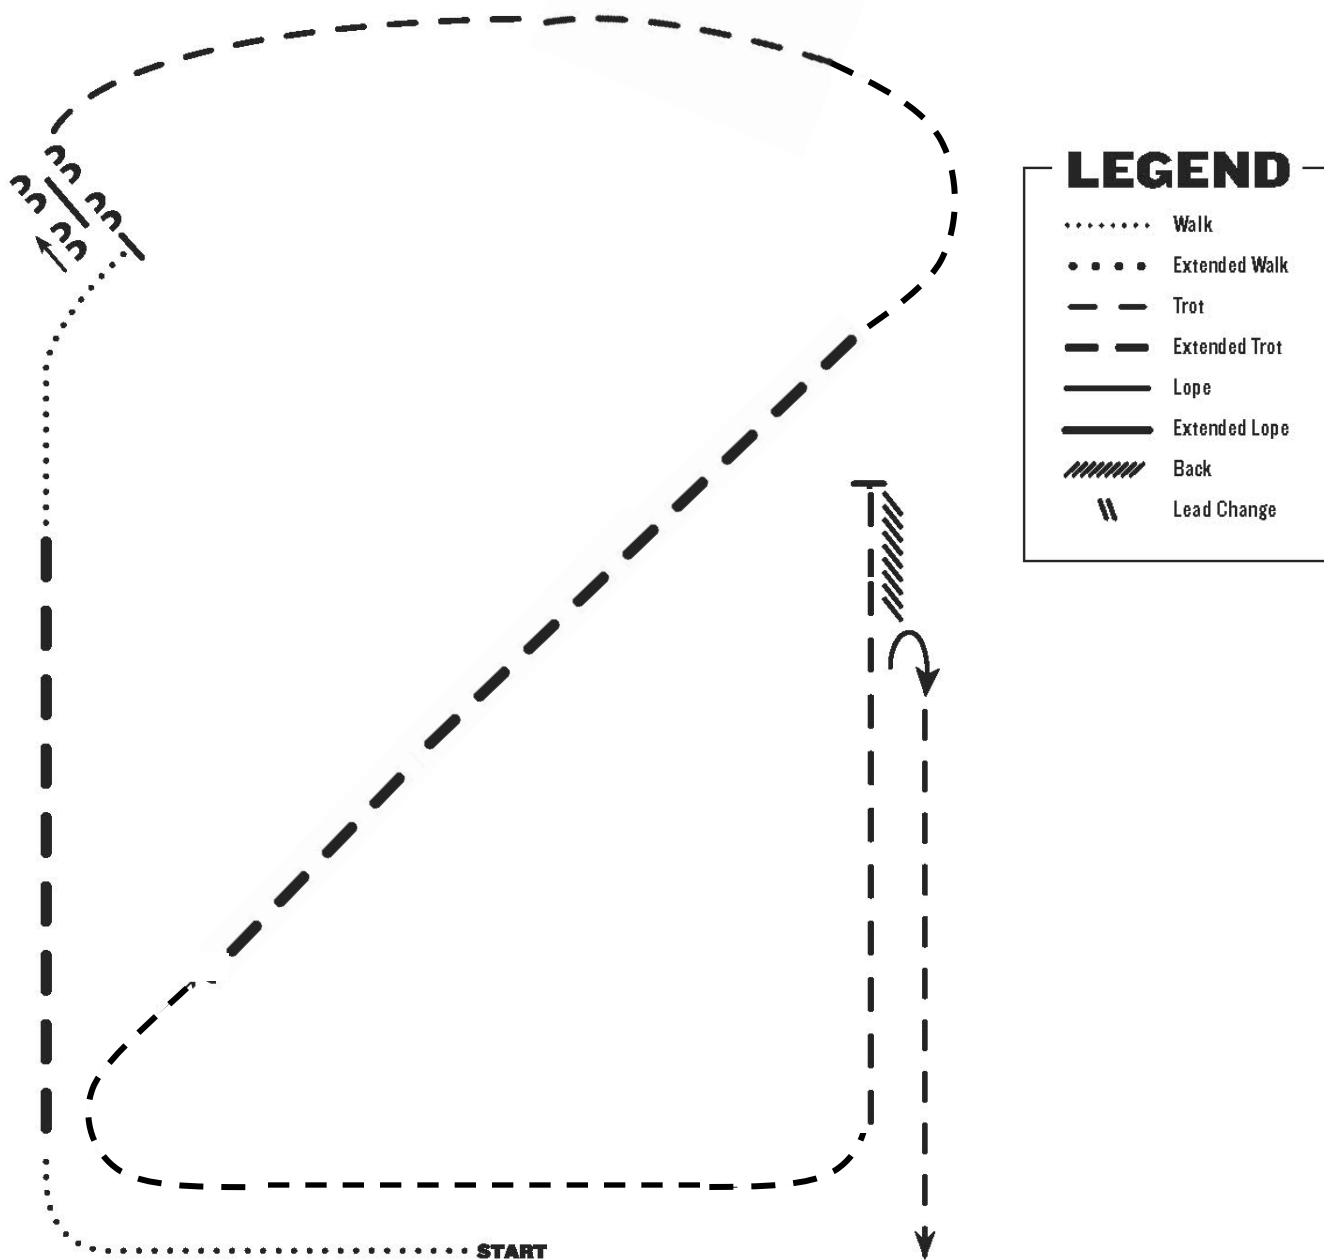 LEGEND
Walk
Extended Walk
Trot
Extended Trot
Lope
Extended Lope
Back
Lead Change
START